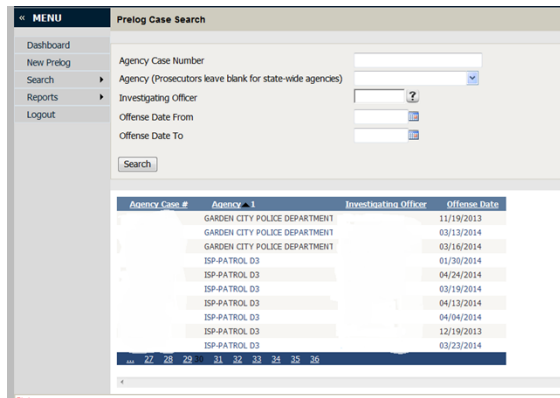 « MENU
Prelog Case Search
Dashboard
New Prelog
Search
Reports
Logout
Agency Case Number
Agency (Prosecutors leave blank for state-wide agencies)
Investigating Officer ?
Offense Date From
Offense Date To
Search
Agency Case # Agency ▲1 Investigating Officer Offense Date
GARDEN CITY POLICE DEPARTMENT 11/19/2013
GARDEN CITY POLICE DEPARTMENT 03/13/2014
GARDEN CITY POLICE DEPARTMENT 03/16/2014
ISP-PATROL D3 01/30/2014
ISP-PATROL D3 04/24/2014
ISP-PATROL D3 03/19/2014
ISP-PATROL D3 04/13/2014
ISP-PATROL D3 04/04/2014
ISP-PATROL D3 12/19/2013
ISP-PATROL D3 03/23/2014
... 27 28 29 30 31 32 33 34 35 36